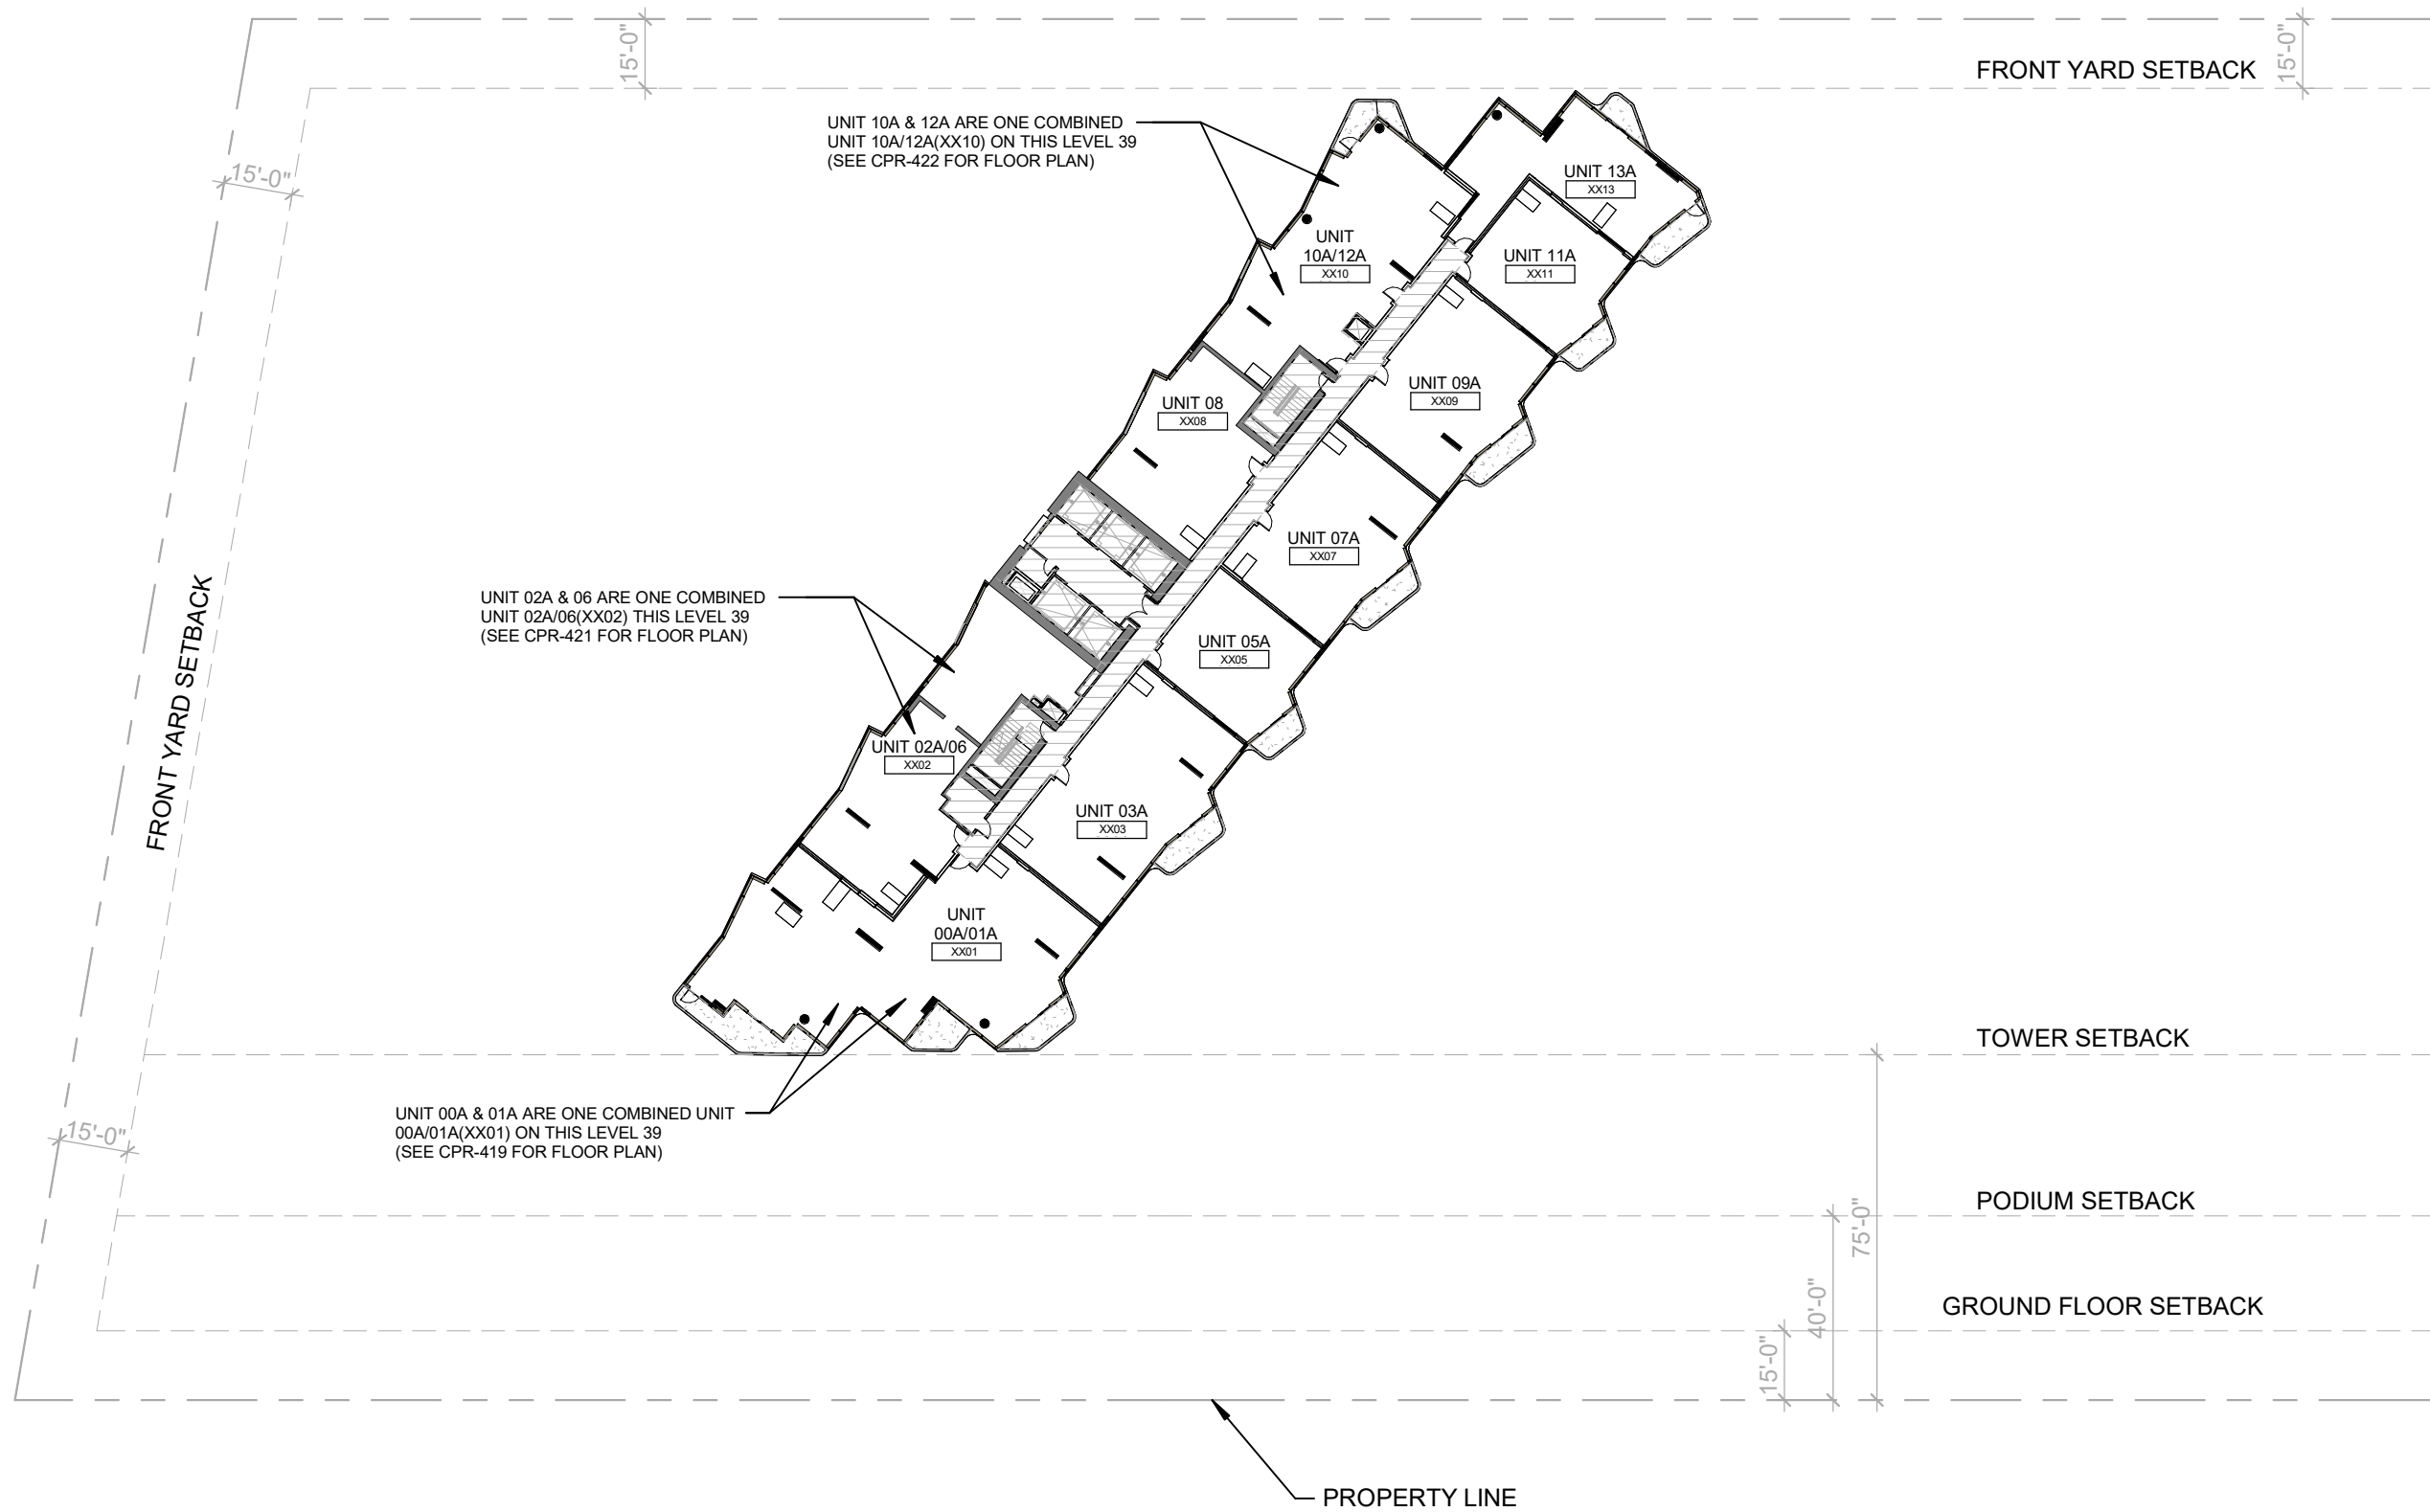 15'-0"
15'-0"
FRONT YARD SETBACK
UNIT 10A & 12A ARE ONE COMBINED
UNIT 10A/12A(XX10) ON THIS LEVEL 39
(SEE CPR-422 FOR FLOOR PLAN)
15'-0"
UNIT 13A
XX13
UNIT
10A/12A
XX10
UNIT 11A
XX11
UNIT 09A
XX09
UNIT 08
XX08
UNIT 07A
XX07
UNIT 02A & 06 ARE ONE COMBINED
UNIT 02A/06(XX02) THIS LEVEL 39
(SEE CPR-421 FOR FLOOR PLAN)
FRONT YARD SETBACK
UNIT 05A
XX05
UNIT 02A/06
XX02
UNIT 03A
XX03
UNIT
00A/01A
XX01
TOWER SETBACK
UNIT 00A & 01A ARE ONE COMBINED UNIT
00A/01A(XX01) ON THIS LEVEL 39
(SEE CPR-419 FOR FLOOR PLAN)
15'-0"
PODIUM SETBACK
75'-0"
40'-0"
GROUND FLOOR SETBACK
15'-0"
PROPERTY LINE